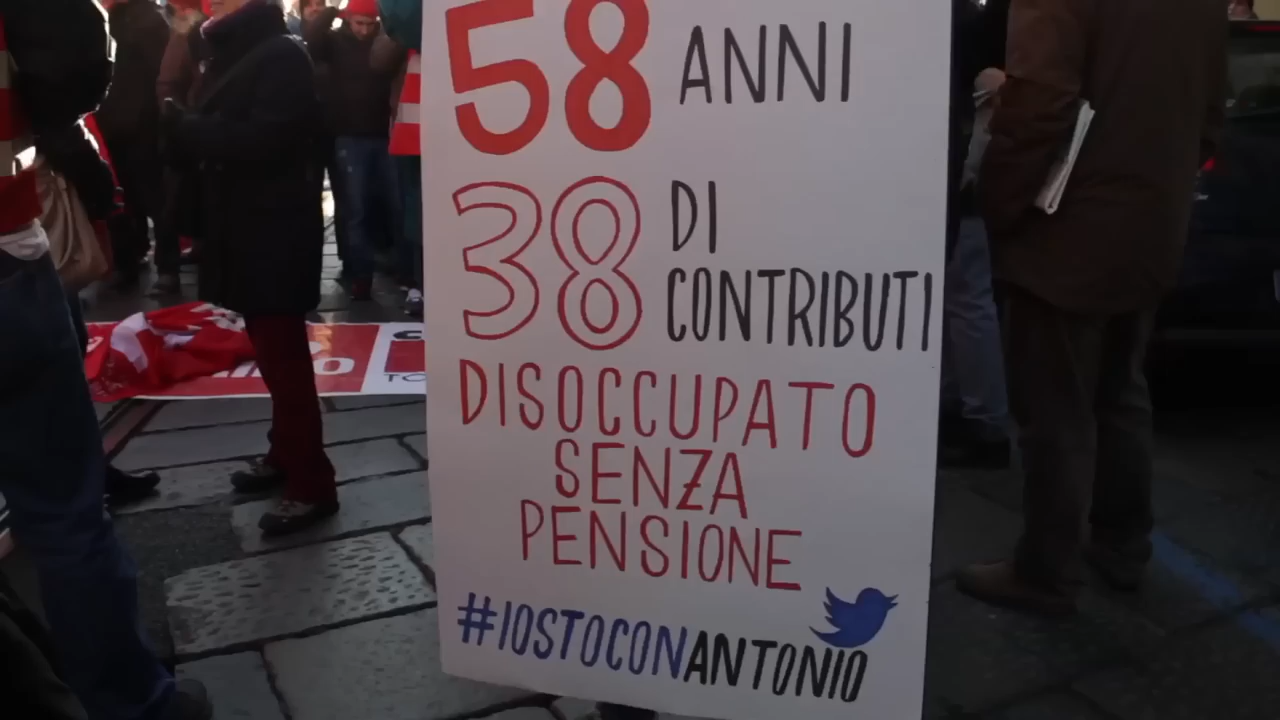 58 ANNI
38 DI
CONTRIBUTI
DISOCCUPATO
SENZA
PENSIONE
#IOSTOCONANTONIO